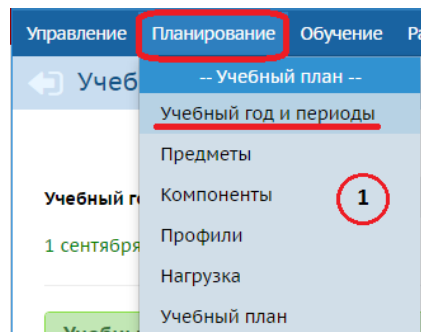 Управление Планирование Обучение Ра
Учеб -- Учебный план --
Учебный год и периоды
Предметы
Учебный го Компоненты 1
1 сентября Профили
Нагрузка
Учебный план